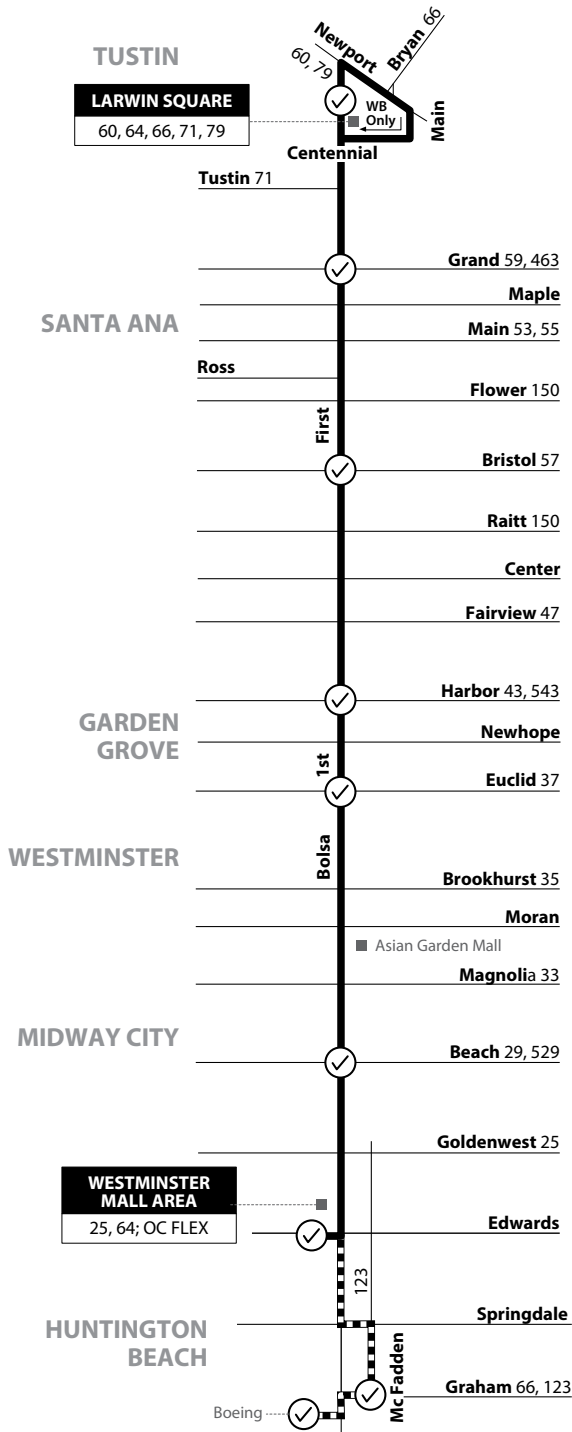 TUSTIN
Newport
60, 79
Bryan 66
LARWIN SQUARE
60, 64, 66, 71, 79
WB
Only
Main
Centennial
Tustin 71
Grand 59, 463
Maple
SANTA ANA
Main 53, 55
Ross
Flower 150
First
Bristol 57
Raitt 150
Center
Fairview 47
Harbor 43, 543
GARDEN
GROVE
Newhope
1st
Euclid 37
WESTMINSTER
Bolsa
Brookhurst 35
Moran
Asian Garden Mall
Magnolia 33
MIDWAY CITY
Beach 29, 529
Goldenwest 25
WESTMINSTER
MALL AREA
25, 64; OC FLEX
Edwards
123
Springdale
HUNTINGTON
BEACH
Mc Fadden
Graham 66, 123
Boeing